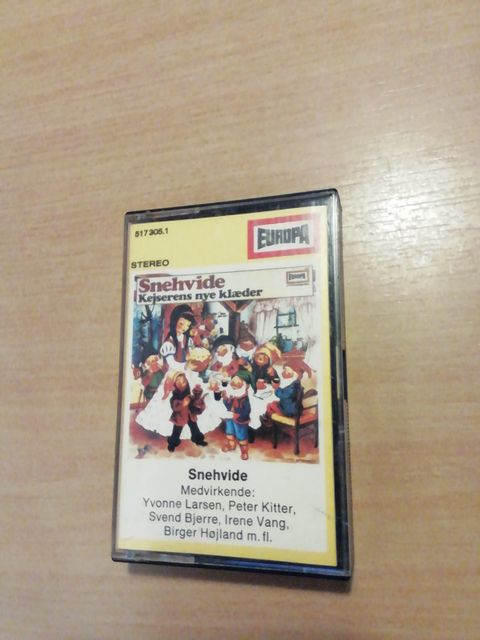 517 305.1
EUROPA
STEREO
Snehvide
EUROPA
Kejserens nye klæder
Snehvide
Medvirkende:
Yvonne Larsen, Peter Kitter,
Svend Bjerre, Irene Vang,
Birger Højland m. fl.